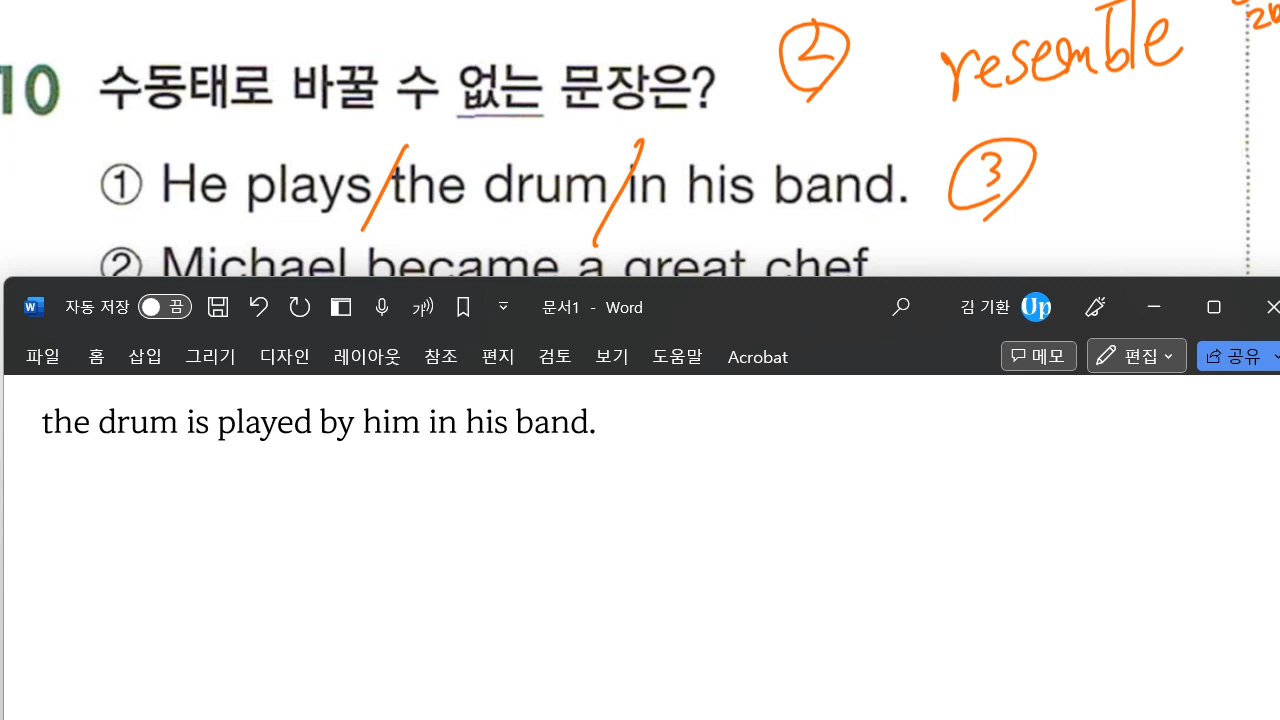 ② resemble
10 수동태로 바꿀 수 없는 문장은?
① He plays / the drum / in his band. ③
② Michael became a great chef
자동 저장 끔 문서1 - Word 김 기환 Up
파일 홈 삽입 그리기 디자인 레이아웃 참조 편지 검토 보기 도움말 Acrobat 메모 편집 공유
the drum is played by him in his band.